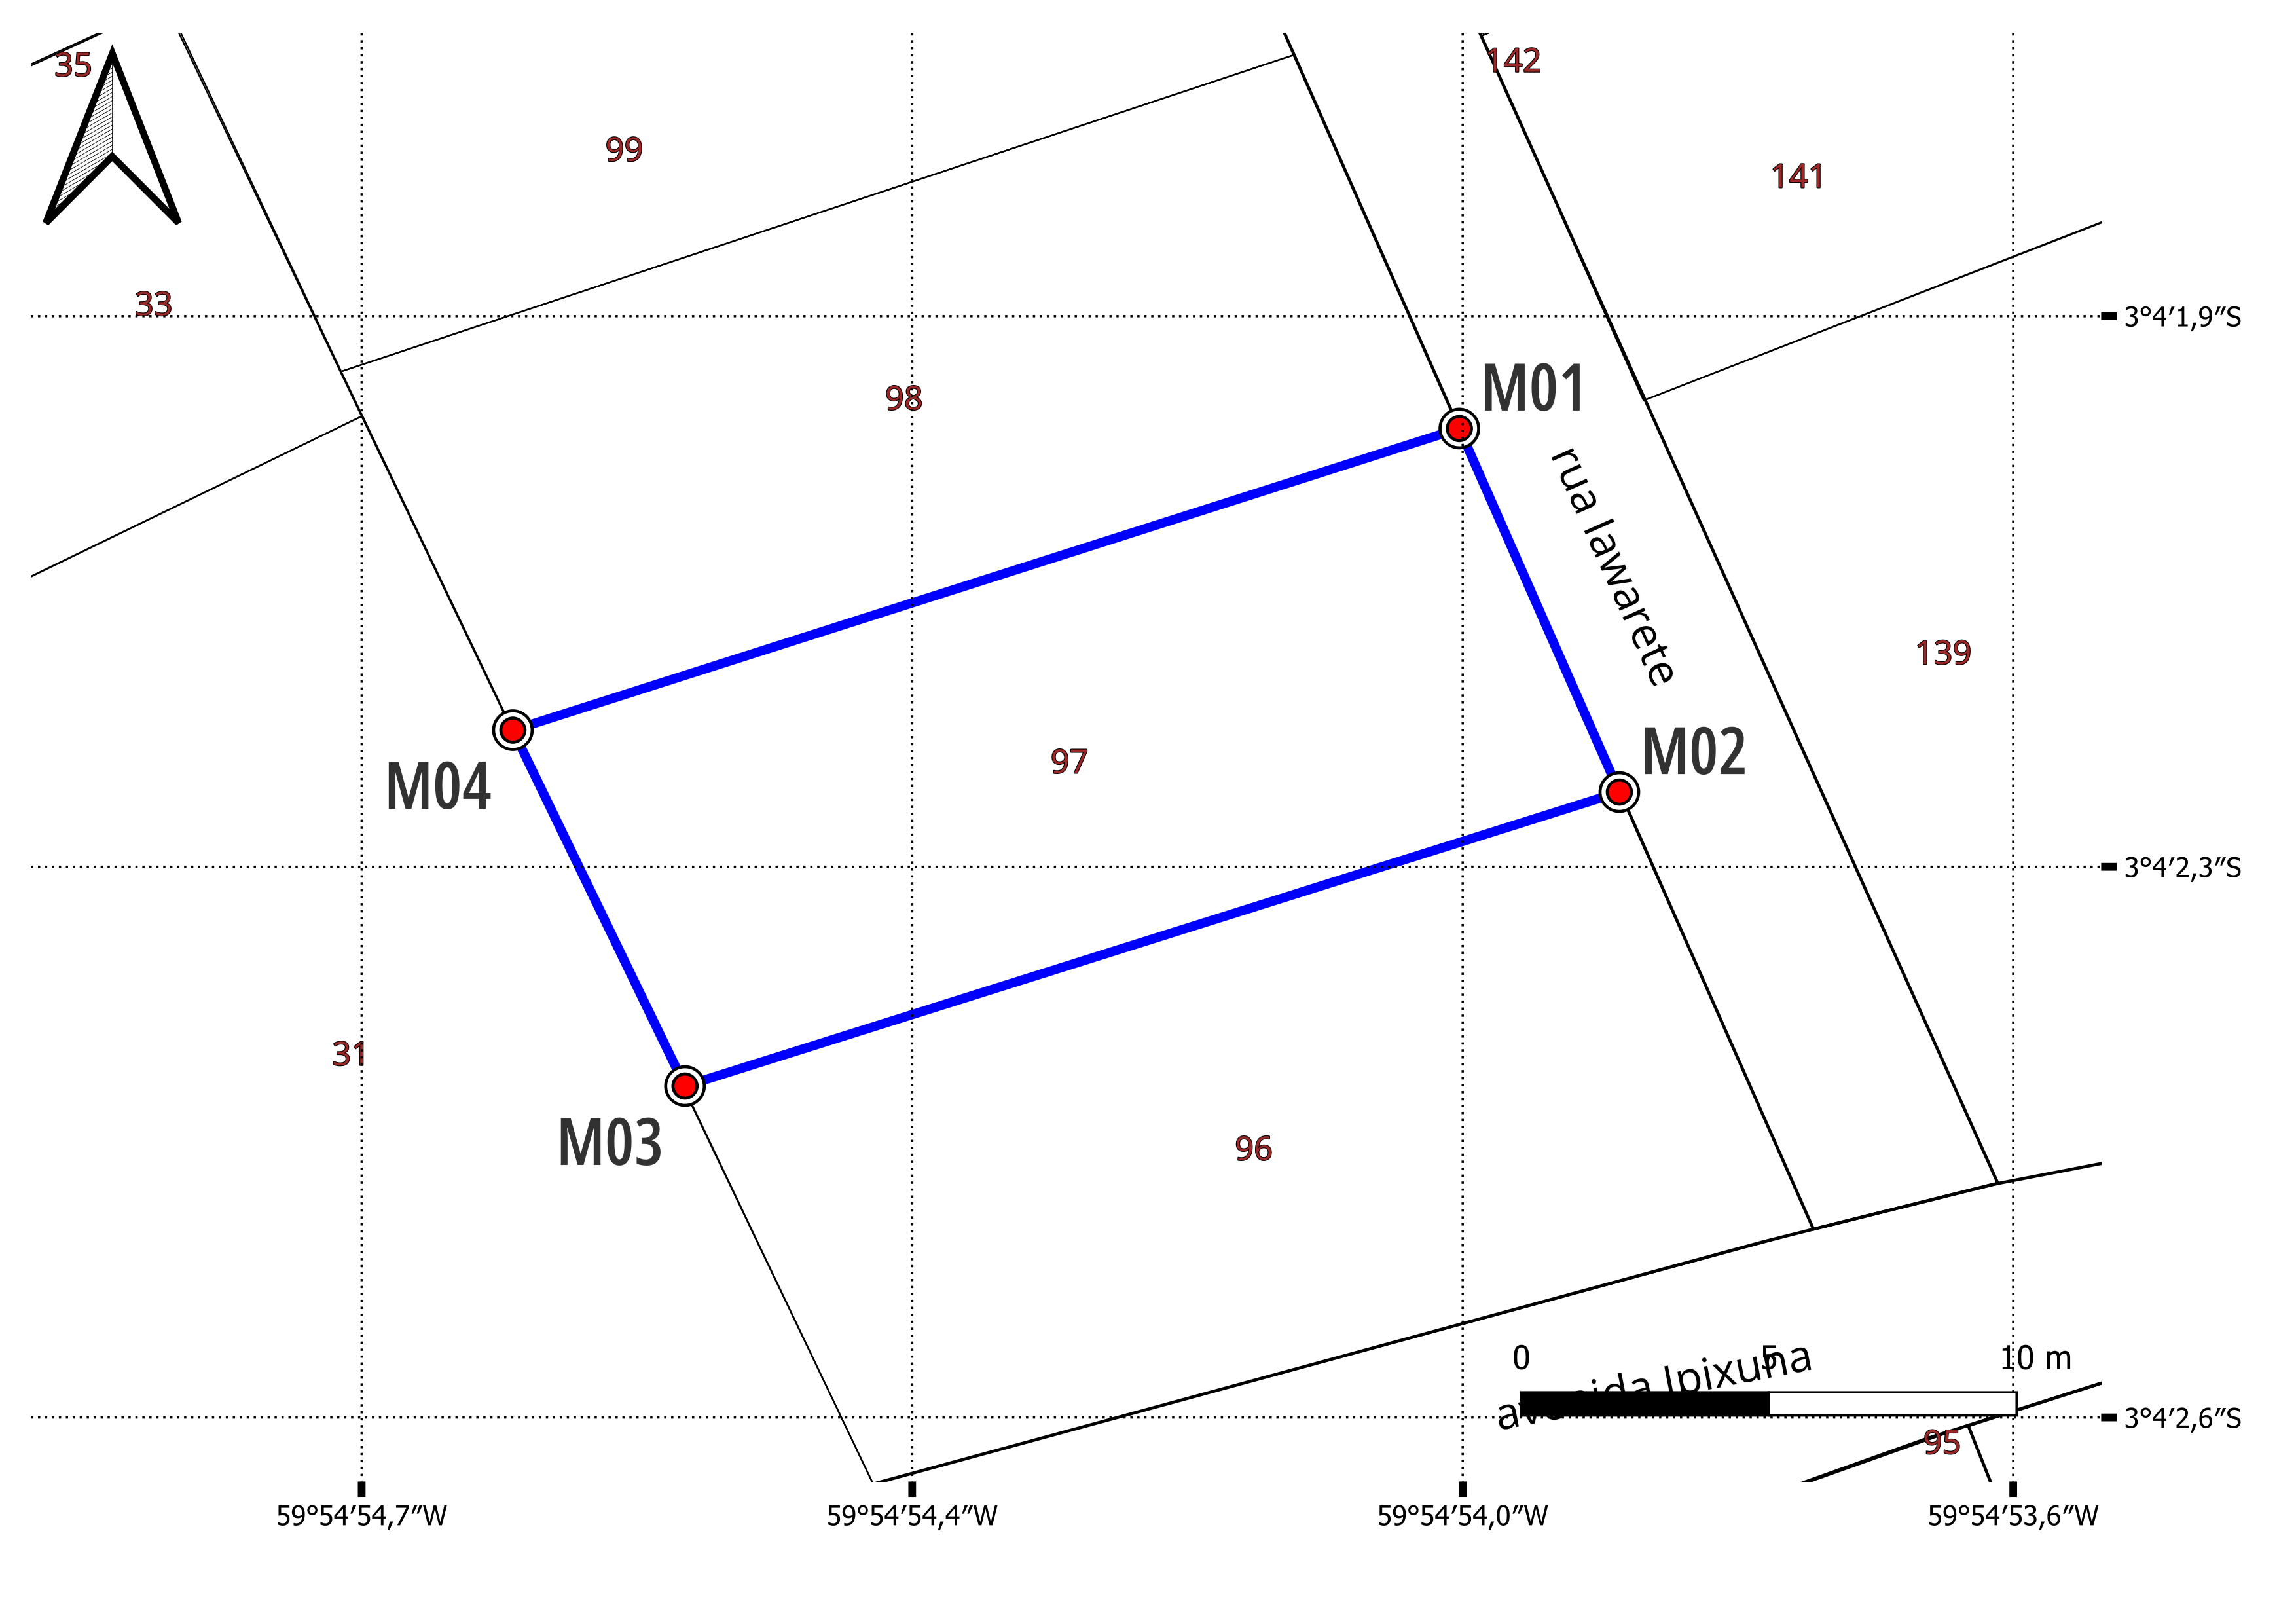 35
142
99
141
33
3°4′1,9″S
98
M01
rua Iawarete
139
M02
97
M04
3°4′2,3″S
31
M03
96
0 5 10 m
avenida Ipixuna
3°4′2,6″S
95
59°54′54,7″W 59°54′54,4″W 59°54′54,0″W 59°54′53,6″W